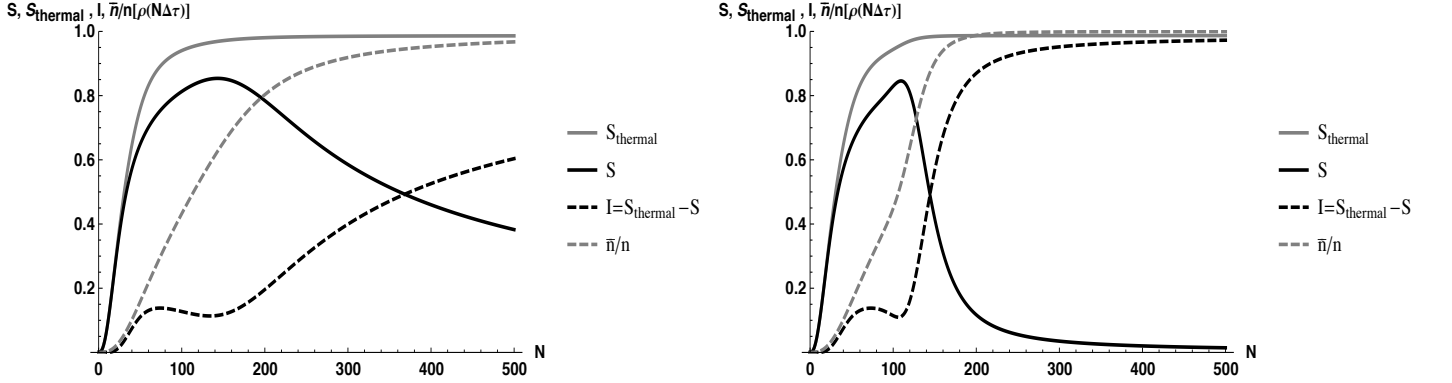 S, S_thermal , I, n̄/n[ρ(NΔτ)]
1.0
0.8
0.6
0.4
0.2
0
100
200
300
400
500
N
S_thermal
S
I=S_thermal−S
n̄/n
S, S_thermal , I, n̄/n[ρ(NΔτ)]
1.0
0.8
0.6
0.4
0.2
0
100
200
300
400
500
N
S_thermal
S
I=S_thermal−S
n̄/n